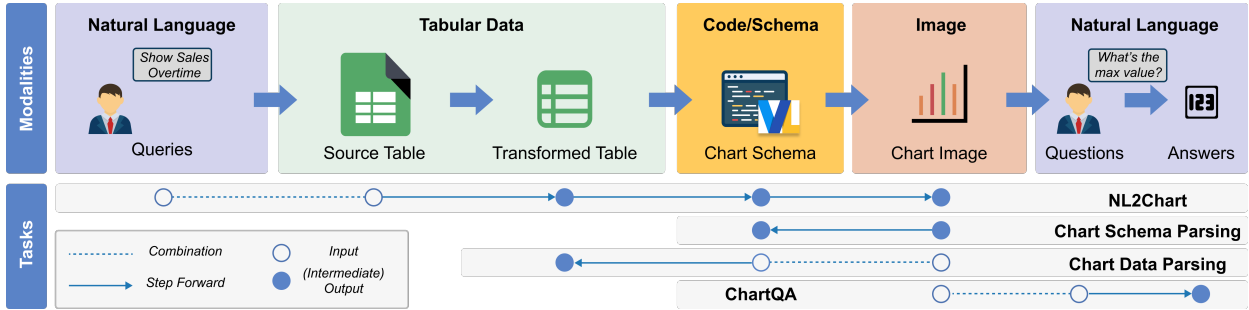 Modalities
Natural Language
Show Sales
Overtime
Queries
Tabular Data
Source Table
Transformed Table
Code/Schema
Chart Schema
Image
Chart Image
Natural Language
What's the
max value?
Questions
123
Answers
Tasks
NL2Chart
Chart Schema Parsing
Chart Data Parsing
ChartQA
Combination
Input
Step Forward
(Intermediate)
Output